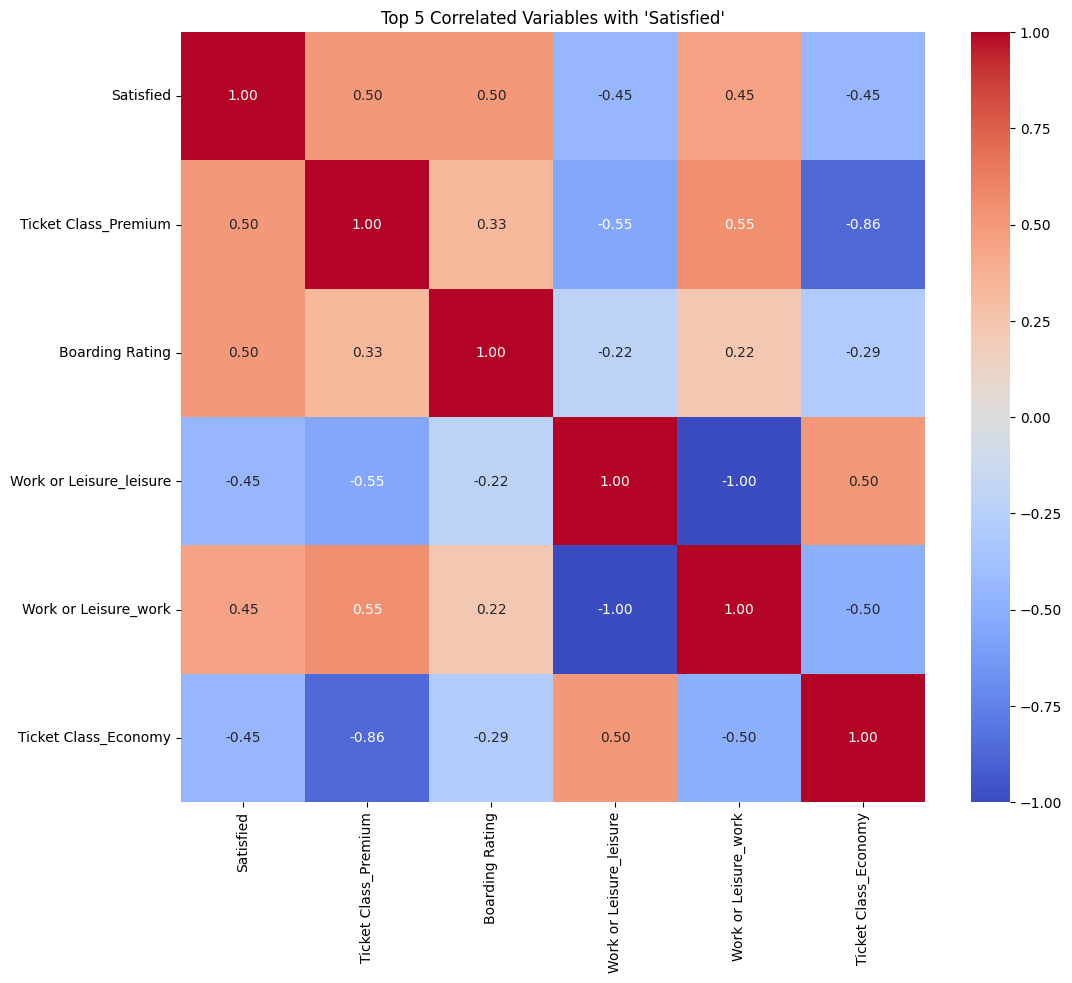 Top 5 Correlated Variables with 'Satisfied'
Satisfied 1.00 0.50 0.50 -0.45 0.45 -0.45
Ticket Class_Premium 0.50 1.00 0.33 -0.55 0.55 -0.86
Boarding Rating 0.50 0.33 1.00 -0.22 0.22 -0.29
Work or Leisure_leisure -0.45 -0.55 -0.22 1.00 -1.00 0.50
Work or Leisure_work 0.45 0.55 0.22 -1.00 1.00 -0.50
Ticket Class_Economy -0.45 -0.86 -0.29 0.50 -0.50 1.00
Satisfied
Ticket Class_Premium
Boarding Rating
Work or Leisure_leisure
Work or Leisure_work
Ticket Class_Economy
1.00
0.75
0.50
0.25
0.00
−0.25
−0.50
−0.75
−1.00